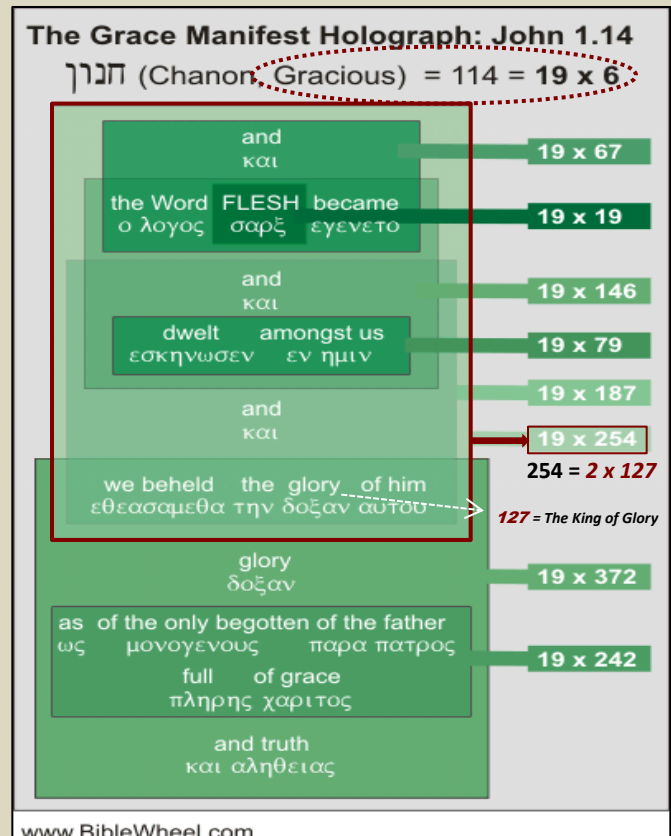 The Grace Manifest Holograph: John 1.14
חנון (Chanon, Gracious) = 114 = 19 x 6
and
και
19 x 67
the Word FLESH became
ο λογος σαρξ εγενετο
19 x 19
and
και
19 x 146
dwelt amongst us
εσκηνωσεν εν ημιν
19 x 79
19 x 187
and
και
19 x 254
254 = 2 x 127
we beheld the glory of him
εθεασαμεθα την δοξαν αυτου
127 = The King of Glory
glory
δοξαν
19 x 372
as of the only begotten of the father
ως μονογενους παρα πατρος
19 x 242
full of grace
πληρης χαριτος
and truth
και αληθειας
www.BibleWheel.com